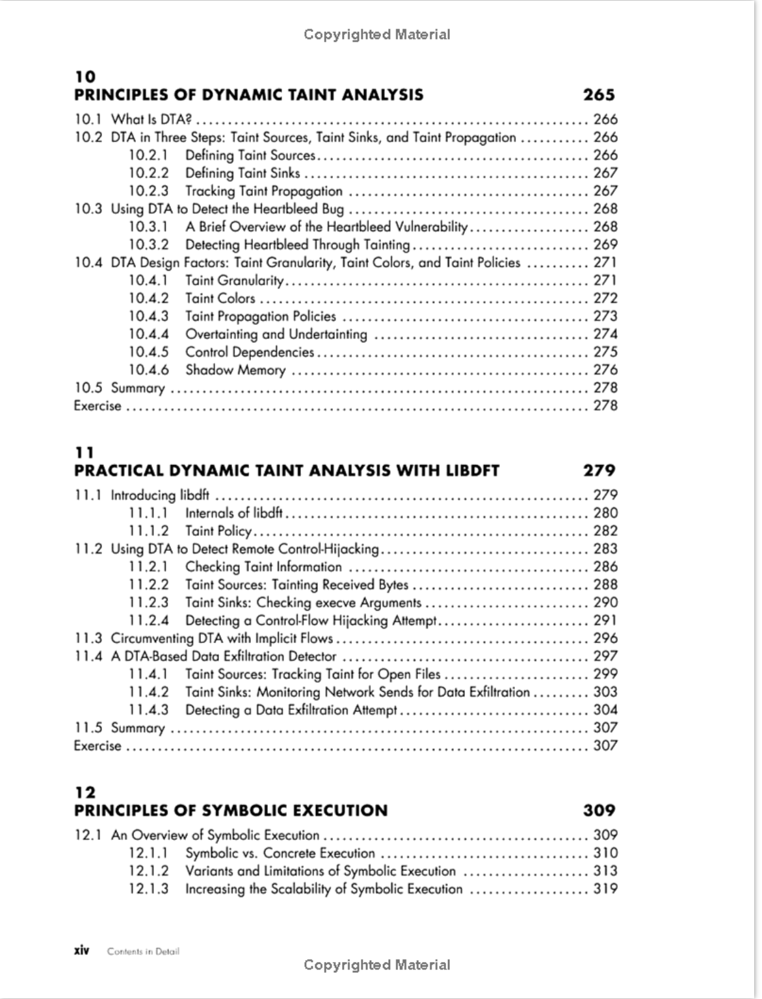 Copyrighted Material
10
PRINCIPLES OF DYNAMIC TAINT ANALYSIS 265
10.1 What Is DTA? ........................................................... 266
10.2 DTA in Three Steps: Taint Sources, Taint Sinks, and Taint Propagation ........... 266
10.2.1 Defining Taint Sources........................................... 266
10.2.2 Defining Taint Sinks ............................................. 267
10.2.3 Tracking Taint Propagation ...................................... 267
10.3 Using DTA to Detect the Heartbleed Bug ...................................... 268
10.3.1 A Brief Overview of the Heartbleed Vulnerability................... 268
10.3.2 Detecting Heartbleed Through Tainting............................ 269
10.4 DTA Design Factors: Taint Granularity, Taint Colors, and Taint Policies .......... 271
10.4.1 Taint Granularity................................................ 271
10.4.2 Taint Colors .................................................... 272
10.4.3 Taint Propagation Policies ....................................... 273
10.4.4 Overtainting and Undertainting .................................. 274
10.4.5 Control Dependencies........................................... 275
10.4.6 Shadow Memory ............................................... 276
10.5 Summary .................................................................. 278
Exercise ......................................................................... 278
11
PRACTICAL DYNAMIC TAINT ANALYSIS WITH LIBDFT 279
11.1 Introducing libdft ........................................................... 279
11.1.1 Internals of libdft................................................ 280
11.1.2 Taint Policy..................................................... 282
11.2 Using DTA to Detect Remote Control-Hijacking................................. 283
11.2.1 Checking Taint Information ...................................... 286
11.2.2 Taint Sources: Tainting Received Bytes ............................ 288
11.2.3 Taint Sinks: Checking execve Arguments .......................... 290
11.2.4 Detecting a Control-Flow Hijacking Attempt........................ 291
11.3 Circumventing DTA with Implicit Flows........................................ 296
11.4 A DTA-Based Data Exfiltration Detector ....................................... 297
11.4.1 Taint Sources: Tracking Taint for Open Files ....................... 299
11.4.2 Taint Sinks: Monitoring Network Sends for Data Exfiltration ......... 303
11.4.3 Detecting a Data Exfiltration Attempt.............................. 304
11.5 Summary .................................................................. 307
Exercise ......................................................................... 307
12
PRINCIPLES OF SYMBOLIC EXECUTION 309
12.1 An Overview of Symbolic Execution .......................................... 309
12.1.1 Symbolic vs. Concrete Execution ................................. 310
12.1.2 Variants and Limitations of Symbolic Execution .................... 313
12.1.3 Increasing the Scalability of Symbolic Execution ................... 319
xiv Contents in Detail
Copyrighted Material